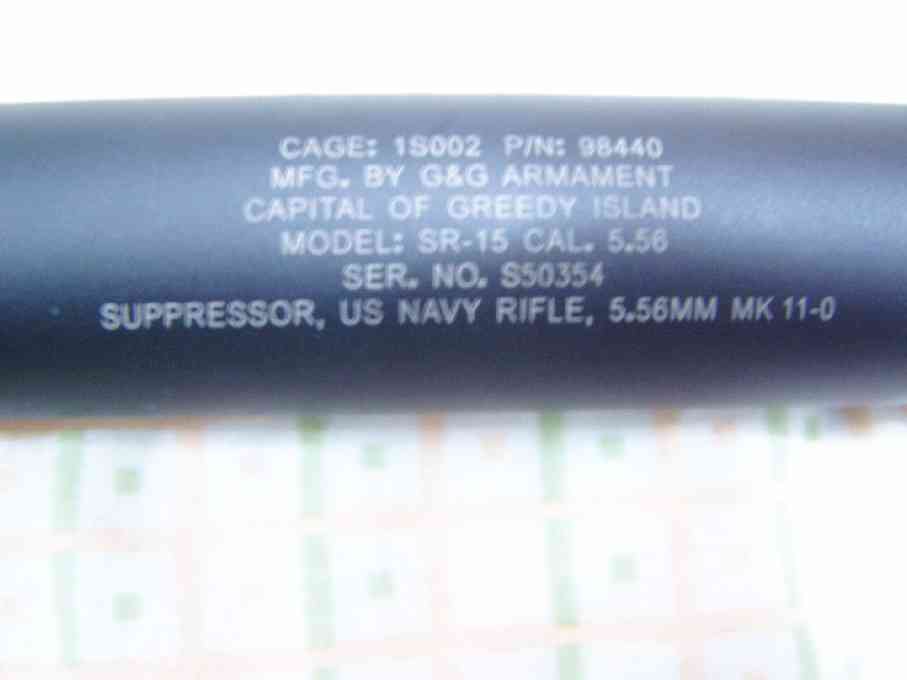 CAGE: 1S002 P/N: 98440
MFG. BY G&G ARMAMENT
CAPITAL OF GREEDY ISLAND
MODEL: SR-15 CAL. 5.56
SER. NO. S50354
SUPPRESSOR, US NAVY RIFLE, 5.56MM MK 11-0